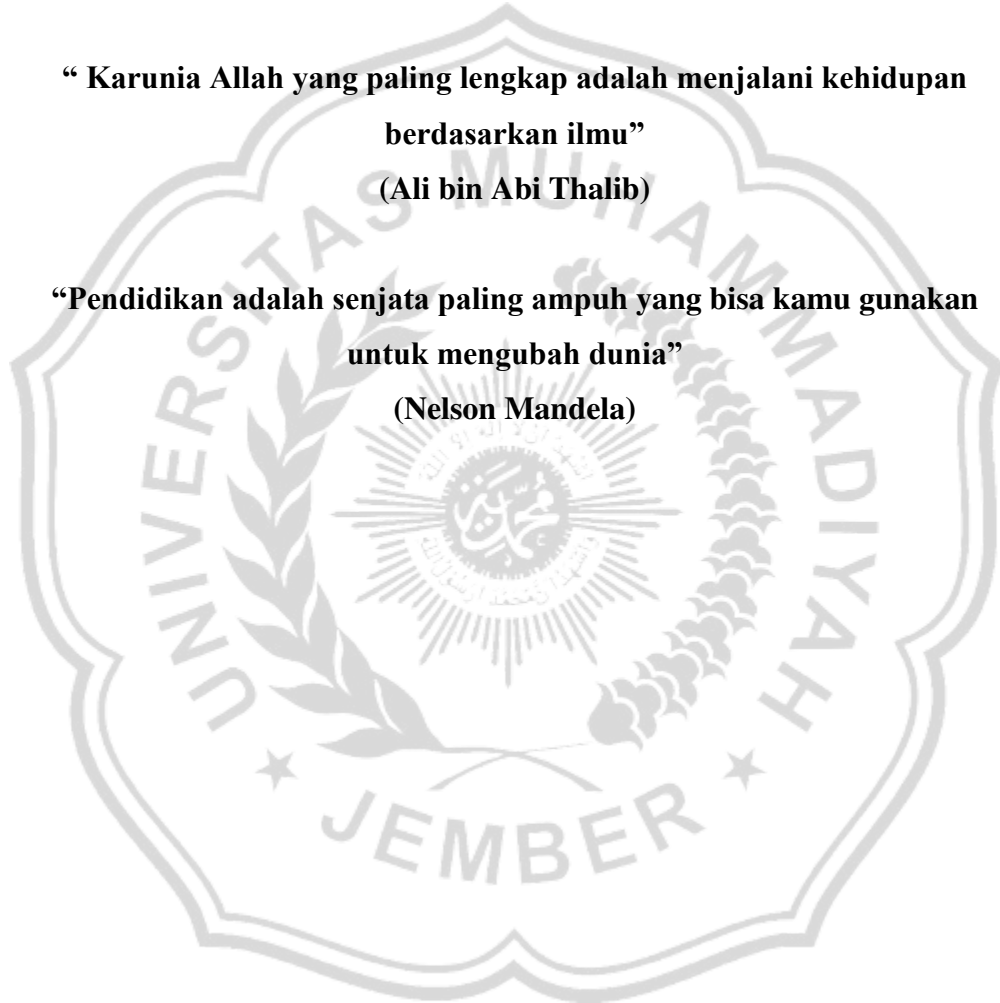 “ Karunia Allah yang paling lengkap adalah menjalani kehidupan
berdasarkan ilmu”
(Ali bin Abi Thalib)
“Pendidikan adalah senjata paling ampuh yang bisa kamu gunakan
untuk mengubah dunia”
(Nelson Mandela)
UNIVERSITAS MUHAMMADIYAH
JEMBER